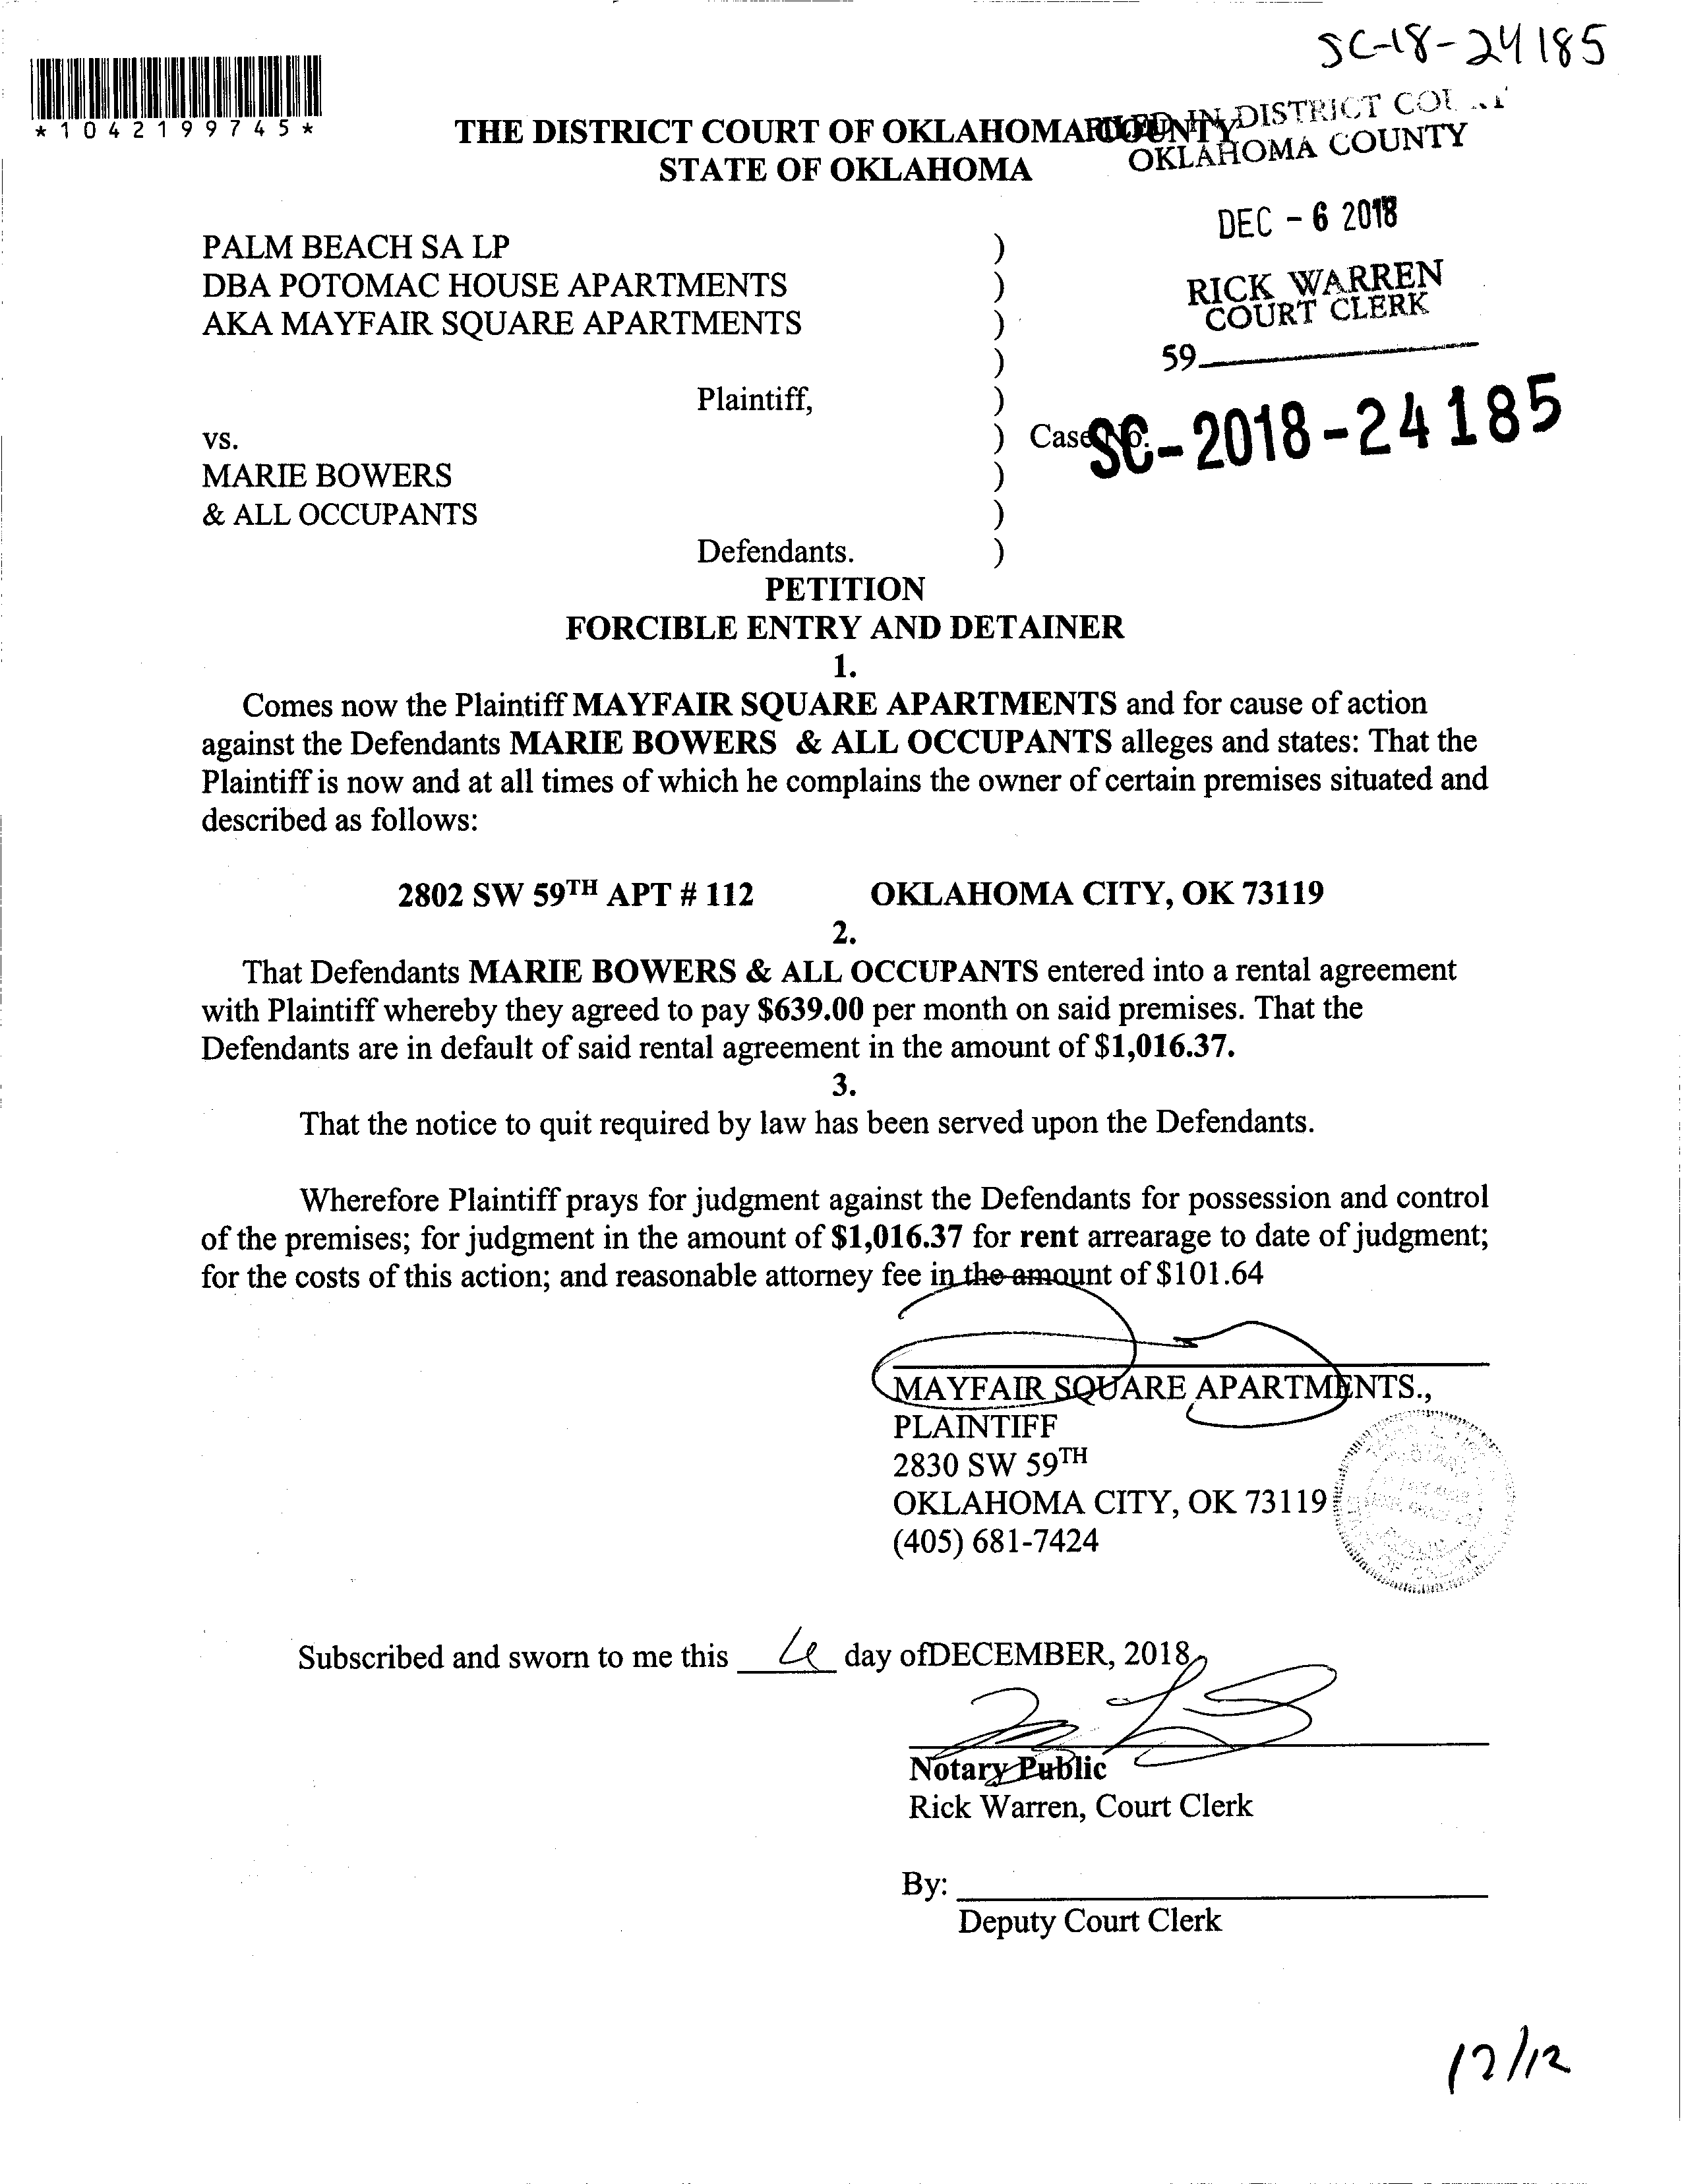 SC-18-24185
*1042199745*
THE DISTRICT COURT OF OKLAHOMA COUNTY
STATE OF OKLAHOMA
FILED IN DISTRICT COURT
OKLAHOMA COUNTY
DEC - 6 2018
RICK WARREN
COURT CLERK
59
PALM BEACH SA LP )
DBA POTOMAC HOUSE APARTMENTS )
AKA MAYFAIR SQUARE APARTMENTS )
)
Plaintiff, )
vs. ) Case No. SC-2018-24185
MARIE BOWERS )
& ALL OCCUPANTS )
Defendants. )
PETITION
FORCIBLE ENTRY AND DETAINER
1.
Comes now the Plaintiff MAYFAIR SQUARE APARTMENTS and for cause of action
against the Defendants MARIE BOWERS & ALL OCCUPANTS alleges and states: That the
Plaintiff is now and at all times of which he complains the owner of certain premises situated and
described as follows:
2802 SW 59TH APT # 112 OKLAHOMA CITY, OK 73119
2.
That Defendants MARIE BOWERS & ALL OCCUPANTS entered into a rental agreement
with Plaintiff whereby they agreed to pay $639.00 per month on said premises. That the
Defendants are in default of said rental agreement in the amount of $1,016.37.
3.
That the notice to quit required by law has been served upon the Defendants.
Wherefore Plaintiff prays for judgment against the Defendants for possession and control
of the premises; for judgment in the amount of $1,016.37 for rent arrearage to date of judgment;
for the costs of this action; and reasonable attorney fee in the amount of $101.64
MAYFAIR SQUARE APARTMENTS.,
PLAINTIFF
2830 SW 59TH
OKLAHOMA CITY, OK 73119
(405) 681-7424
Subscribed and sworn to me this day ofDECEMBER, 2018
Notary Public
Rick Warren, Court Clerk
By:
Deputy Court Clerk
12/12